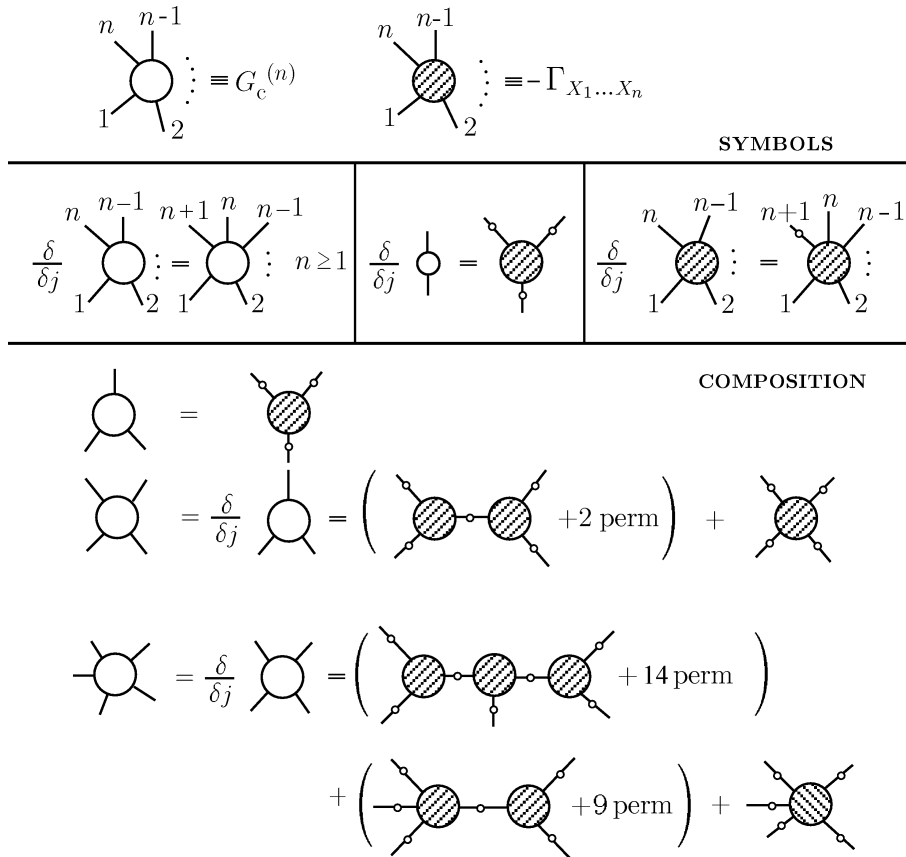 n n-1 n n-1
≡ G_c^(n) ≡ - Γ_{X_1...X_n}
1 2 1 2
SYMBOLS
n n-1 n+1 n n-1 n n-1 n+1 n n-1
δ/δj = n ≥ 1 δ/δj = δ/δj =
1 2 1 2 1 2 1 2
COMPOSITION
=
= δ/δj = ( +2 perm ) +
= δ/δj = ( + 14 perm )
+ ( +9 perm ) +